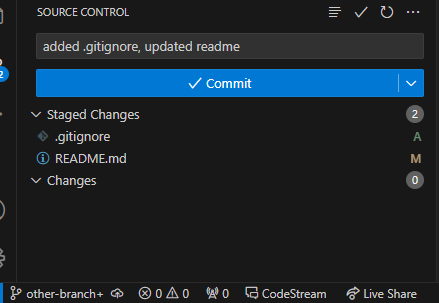 SOURCE CONTROL
added .gitignore, updated readme
Commit
Staged Changes 2
.gitignore A
README.md M
Changes 0
2
other-branch+ 0 0 0 CodeStream Live Share